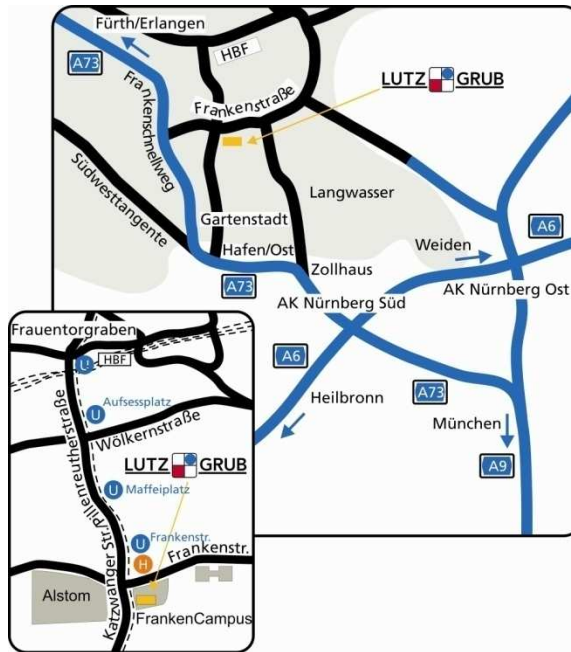 Fürth/Erlangen
HBF
A73
LUTZ GRUB
Frankenstraße
Frankenschnellweg
Südwesttangente
Langwasser
Gartenstadt
Weiden
A6
Hafen/Ost
Zollhaus
A73
AK Nürnberg Ost
AK Nürnberg Süd
A6
A73
Heilbronn
München
A9
Frauentorgraben
U
HBF
Aufsessplatz
U
Wölkernstraße
Katzwanger Str./Pillenreutherstraße
LUTZ GRUB
U
Maffeiplatz
U
Frankenstr.
H
Frankenstr.
Alstom
FrankenCampus